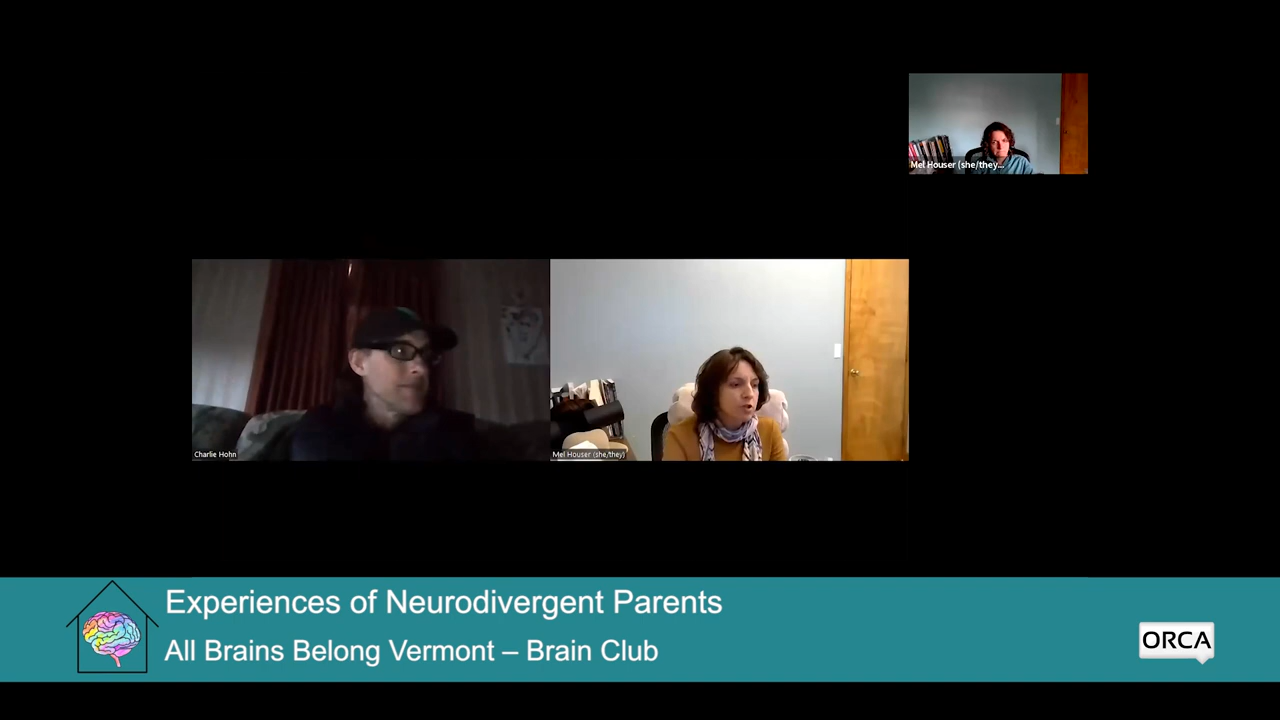 Mel Houser (she/they...
Charlie Hohn
Mel Houser (she/they)
Experiences of Neurodivergent Parents
All Brains Belong Vermont – Brain Club
ORCA